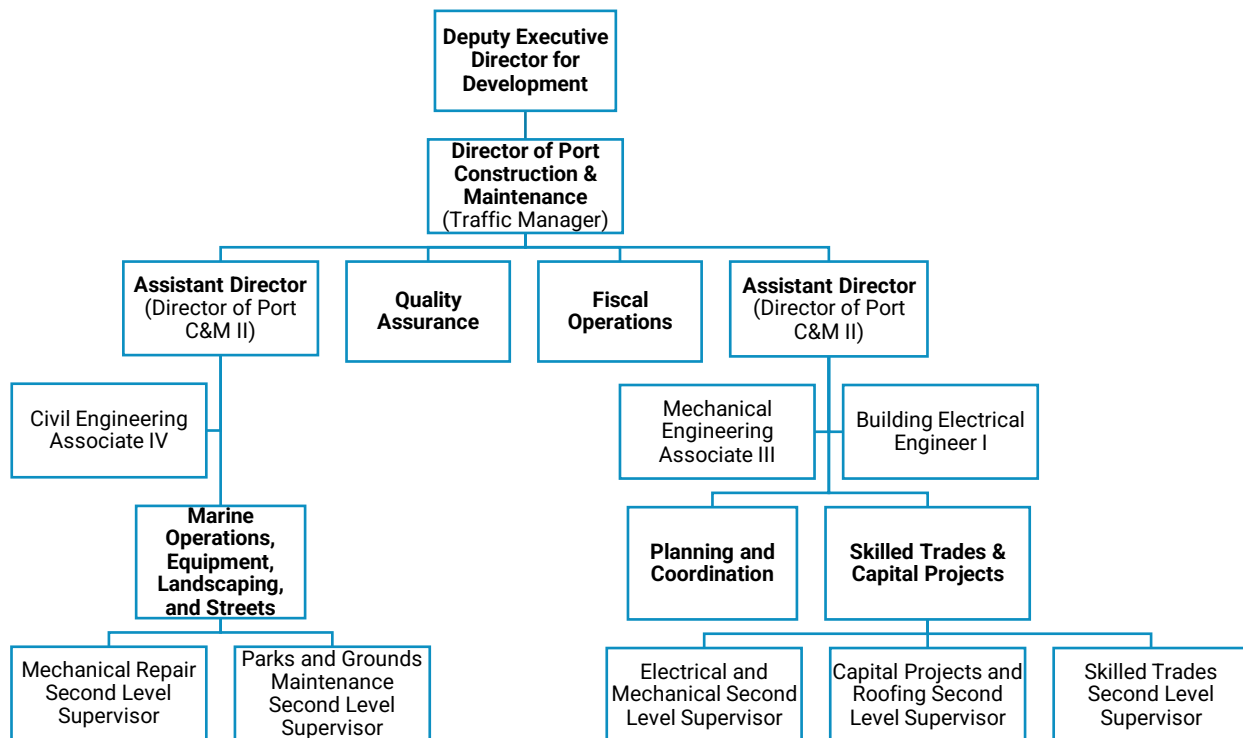 Deputy Executive
Director for
Development
Director of Port
Construction &
Maintenance
(Traffic Manager)
Assistant Director
(Director of Port
C&M II)
Quality
Assurance
Fiscal
Operations
Assistant Director
(Director of Port
C&M II)
Civil Engineering
Associate IV
Mechanical
Engineering
Associate III
Building Electrical
Engineer I
Marine
Operations,
Equipment,
Landscaping,
and Streets
Planning and
Coordination
Skilled Trades &
Capital Projects
Mechanical Repair
Second Level
Supervisor
Parks and Grounds
Maintenance
Second Level
Supervisor
Electrical and
Mechanical Second
Level Supervisor
Capital Projects and
Roofing Second
Level Supervisor
Skilled Trades
Second Level
Supervisor